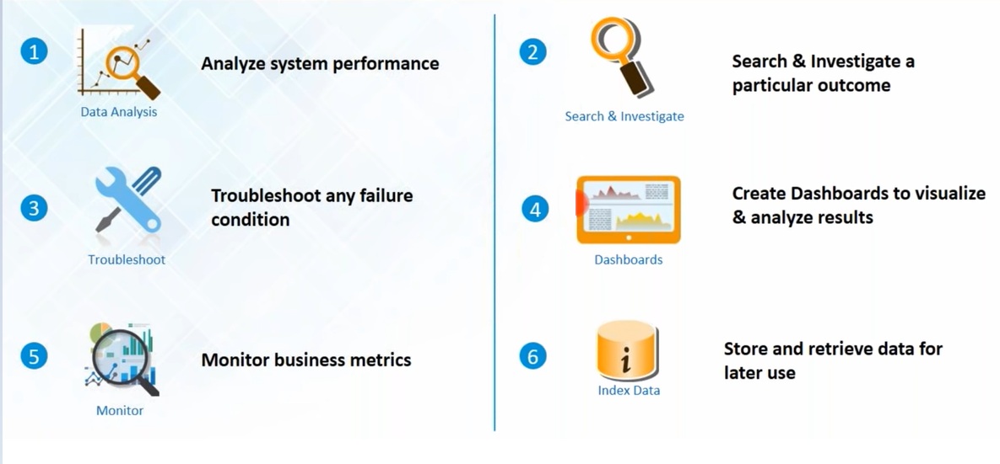 1
Data Analysis
Analyze system performance
2
Search & Investigate
Search & Investigate a
particular outcome
3
Troubleshoot
Troubleshoot any failure
condition
4
Dashboards
Create Dashboards to visualize
& analyze results
5
Monitor
Monitor business metrics
6
i
Index Data
Store and retrieve data for
later use